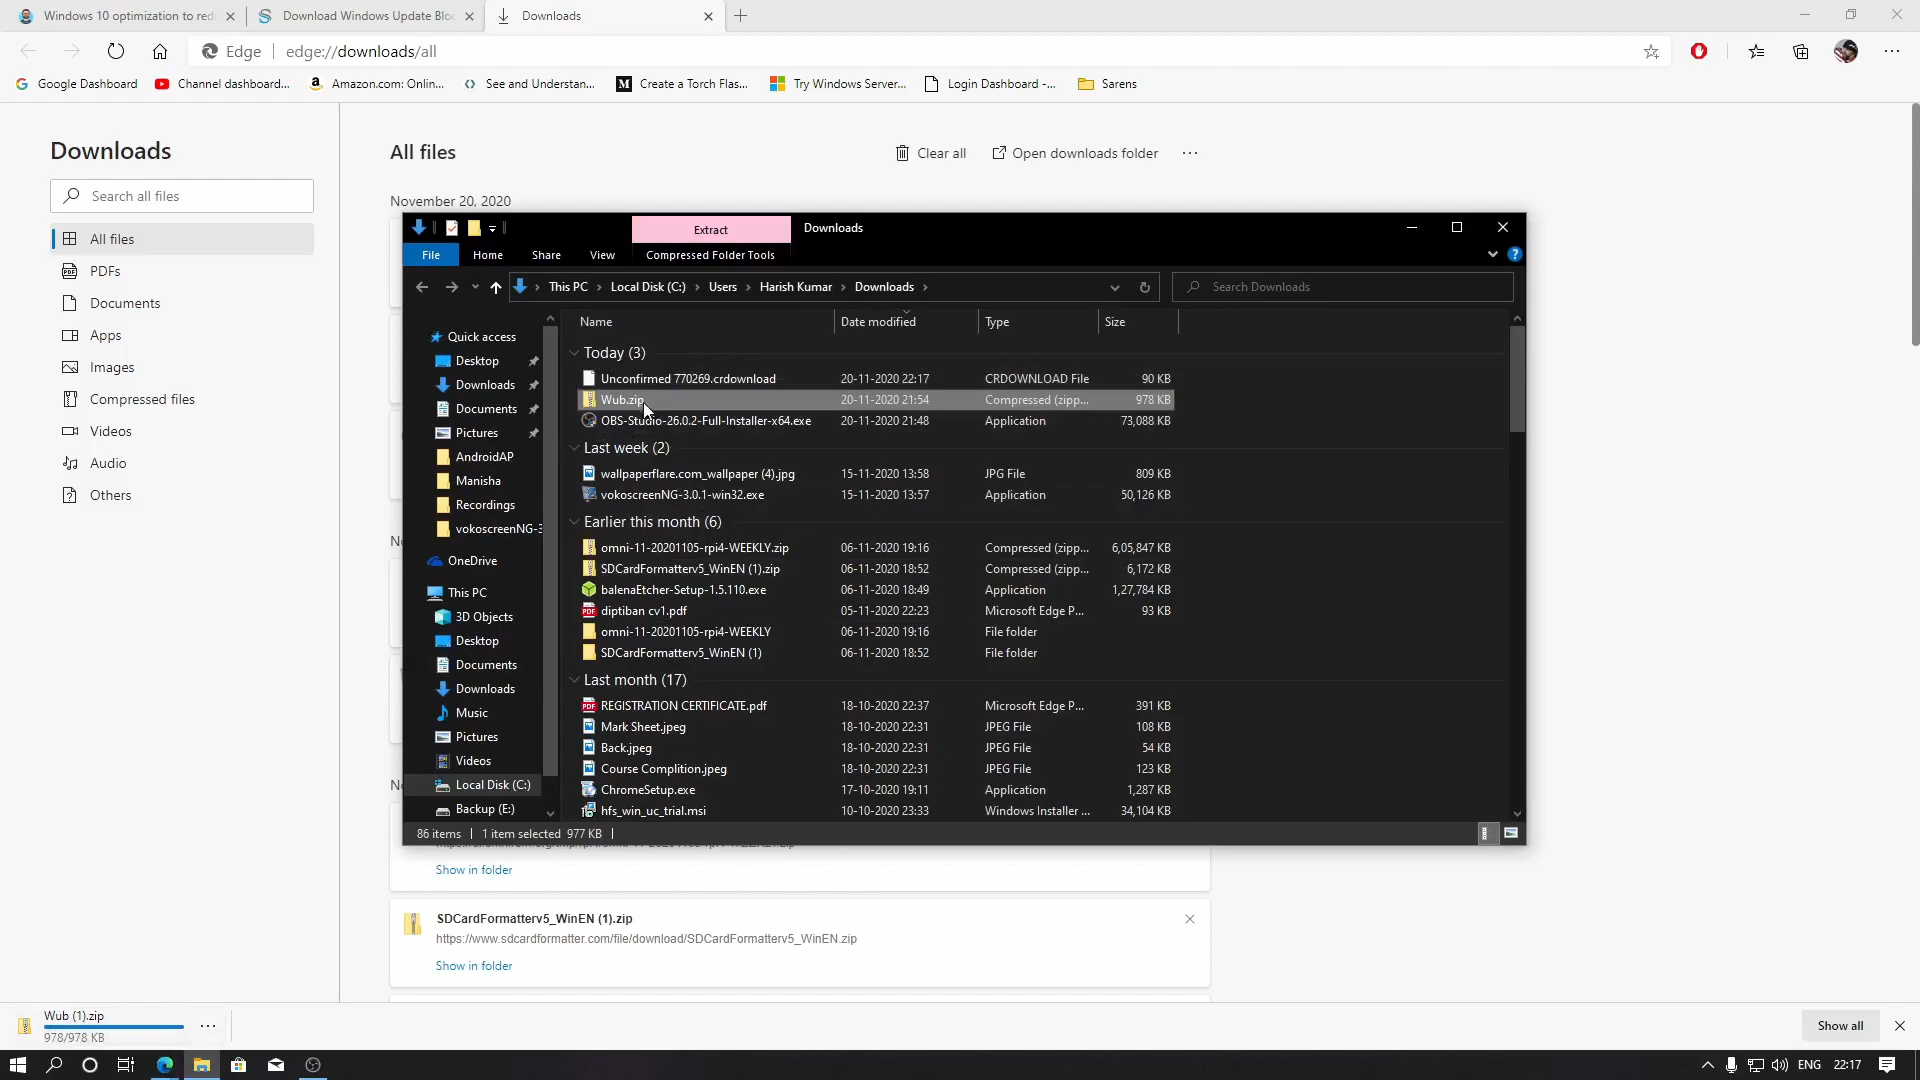 Windows 10 optimization to red
Download Windows Update Bloc
Downloads
Edge
edge://downloads/all
Google Dashboard
Channel dashboard...
Amazon.com: Onlin...
See and Understan...
Create a Torch Flas...
Try Windows Server...
Login Dashboard -...
Sarens
Downloads
Search all files
All files
PDFs
Documents
Apps
Images
Compressed files
Videos
Audio
Others
All files
Clear all
Open downloads folder
November 20, 2020
Extract
Downloads
File
Home
Share
View
Compressed Folder Tools
This PC
Local Disk (C:)
Users
Harish Kumar
Downloads
Search Downloads
Quick access
Desktop
Downloads
Documents
Pictures
AndroidAP
Manisha
Recordings
vokoscreenNG-3
OneDrive
This PC
3D Objects
Desktop
Documents
Downloads
Music
Pictures
Videos
Local Disk (C:)
Backup (E:)
Name Date modified Type Size
Today (3)
Unconfirmed 770269.crdownload 20-11-2020 22:17 CRDOWNLOAD File 90 KB
Wub.zip 20-11-2020 21:54 Compressed (zipp... 978 KB
OBS-Studio-26.0.2-Full-Installer-x64.exe 20-11-2020 21:48 Application 73,088 KB
Last week (2)
wallpaperflare.com_wallpaper (4).jpg 15-11-2020 13:58 JPG File 809 KB
vokoscreenNG-3.0.1-win32.exe 15-11-2020 13:57 Application 50,126 KB
Earlier this month (6)
omni-11-20201105-rpi4-WEEKLY.zip 06-11-2020 19:16 Compressed (zipp... 6,05,847 KB
SDCardFormatterv5_WinEN (1).zip 06-11-2020 18:52 Compressed (zipp... 6,172 KB
balenaEtcher-Setup-1.5.110.exe 06-11-2020 18:49 Application 1,27,784 KB
diptiban cv1.pdf 05-11-2020 22:23 Microsoft Edge P... 93 KB
omni-11-20201105-rpi4-WEEKLY 06-11-2020 19:16 File folder
SDCardFormatterv5_WinEN (1) 06-11-2020 18:52 File folder
Last month (17)
REGISTRATION CERTIFICATE.pdf 18-10-2020 22:37 Microsoft Edge P... 391 KB
Mark Sheet.jpeg 18-10-2020 22:31 JPEG File 108 KB
Back.jpeg 18-10-2020 22:31 JPEG File 54 KB
Course Complition.jpeg 18-10-2020 22:31 JPEG File 123 KB
ChromeSetup.exe 17-10-2020 19:11 Application 1,287 KB
hfs_win_uc_trial.msi 10-10-2020 23:33 Windows Installer ... 34,104 KB
86 items
1 item selected 977 KB
Show in folder
SDCardFormatterv5_WinEN (1).zip
https://www.sdcardformatter.com/file/download/SDCardFormatterv5_WinEN.zip
Show in folder
Wub (1).zip
978/978 KB
Show all
ENG
22:17